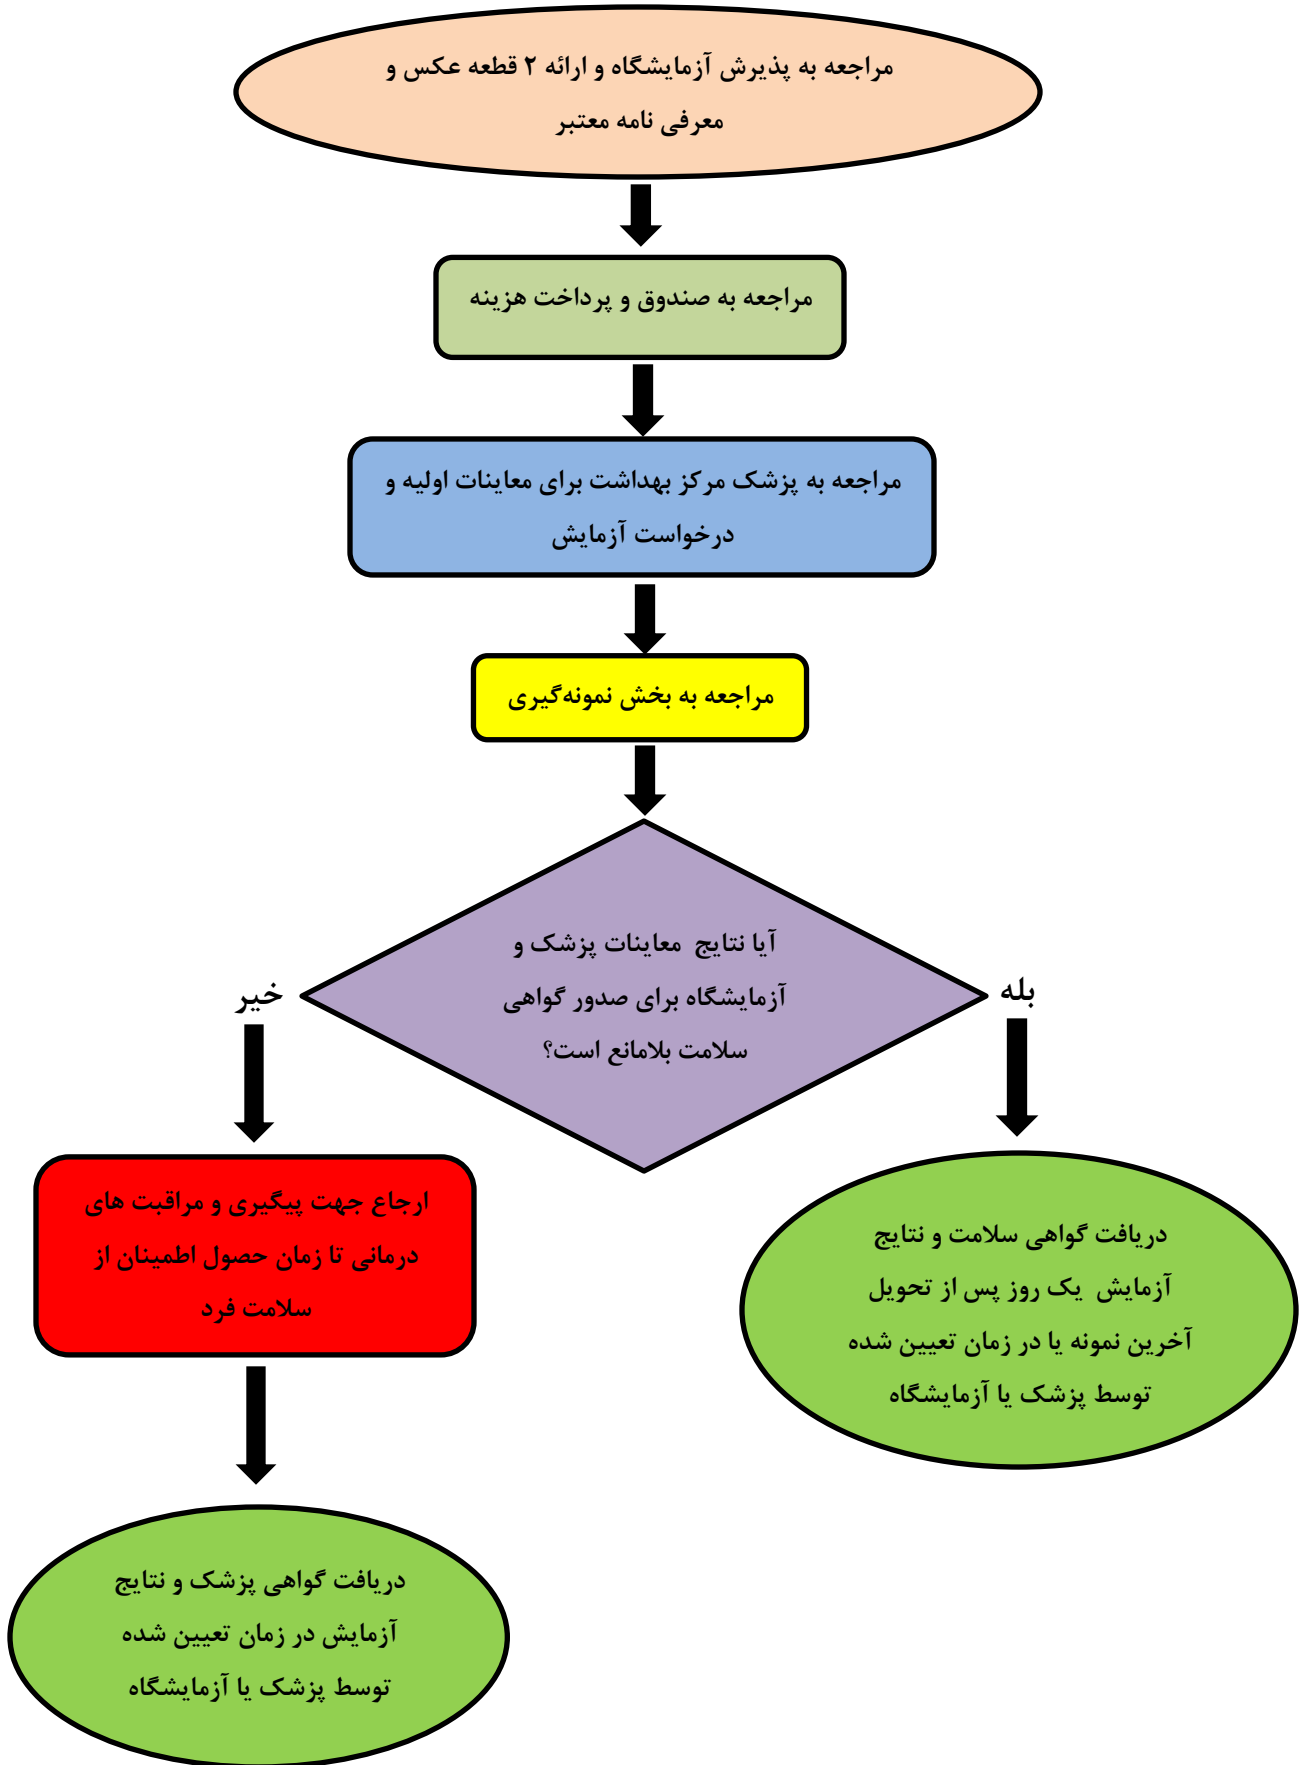 مراجعه به پذیرش آزمایشگاه و ارائه ۲ قطعه عکس و
معرفی نامه معتبر
مراجعه به صندوق و پرداخت هزینه
مراجعه به پزشک مرکز بهداشت برای معاینات اولیه و
درخواست آزمایش
مراجعه به بخش نمونه‌گیری
آیا نتایج معاینات پزشک و
آزمایشگاه برای صدور گواهی
سلامت بلامانع است؟
بله
خیر
دریافت گواهی سلامت و نتایج
آزمایش یک روز پس از تحویل
آخرین نمونه یا در زمان تعیین شده
توسط پزشک یا آزمایشگاه
ارجاع جهت پیگیری و مراقبت های
درمانی تا زمان حصول اطمینان از
سلامت فرد
دریافت گواهی پزشک و نتایج
آزمایش در زمان تعیین شده
توسط پزشک یا آزمایشگاه